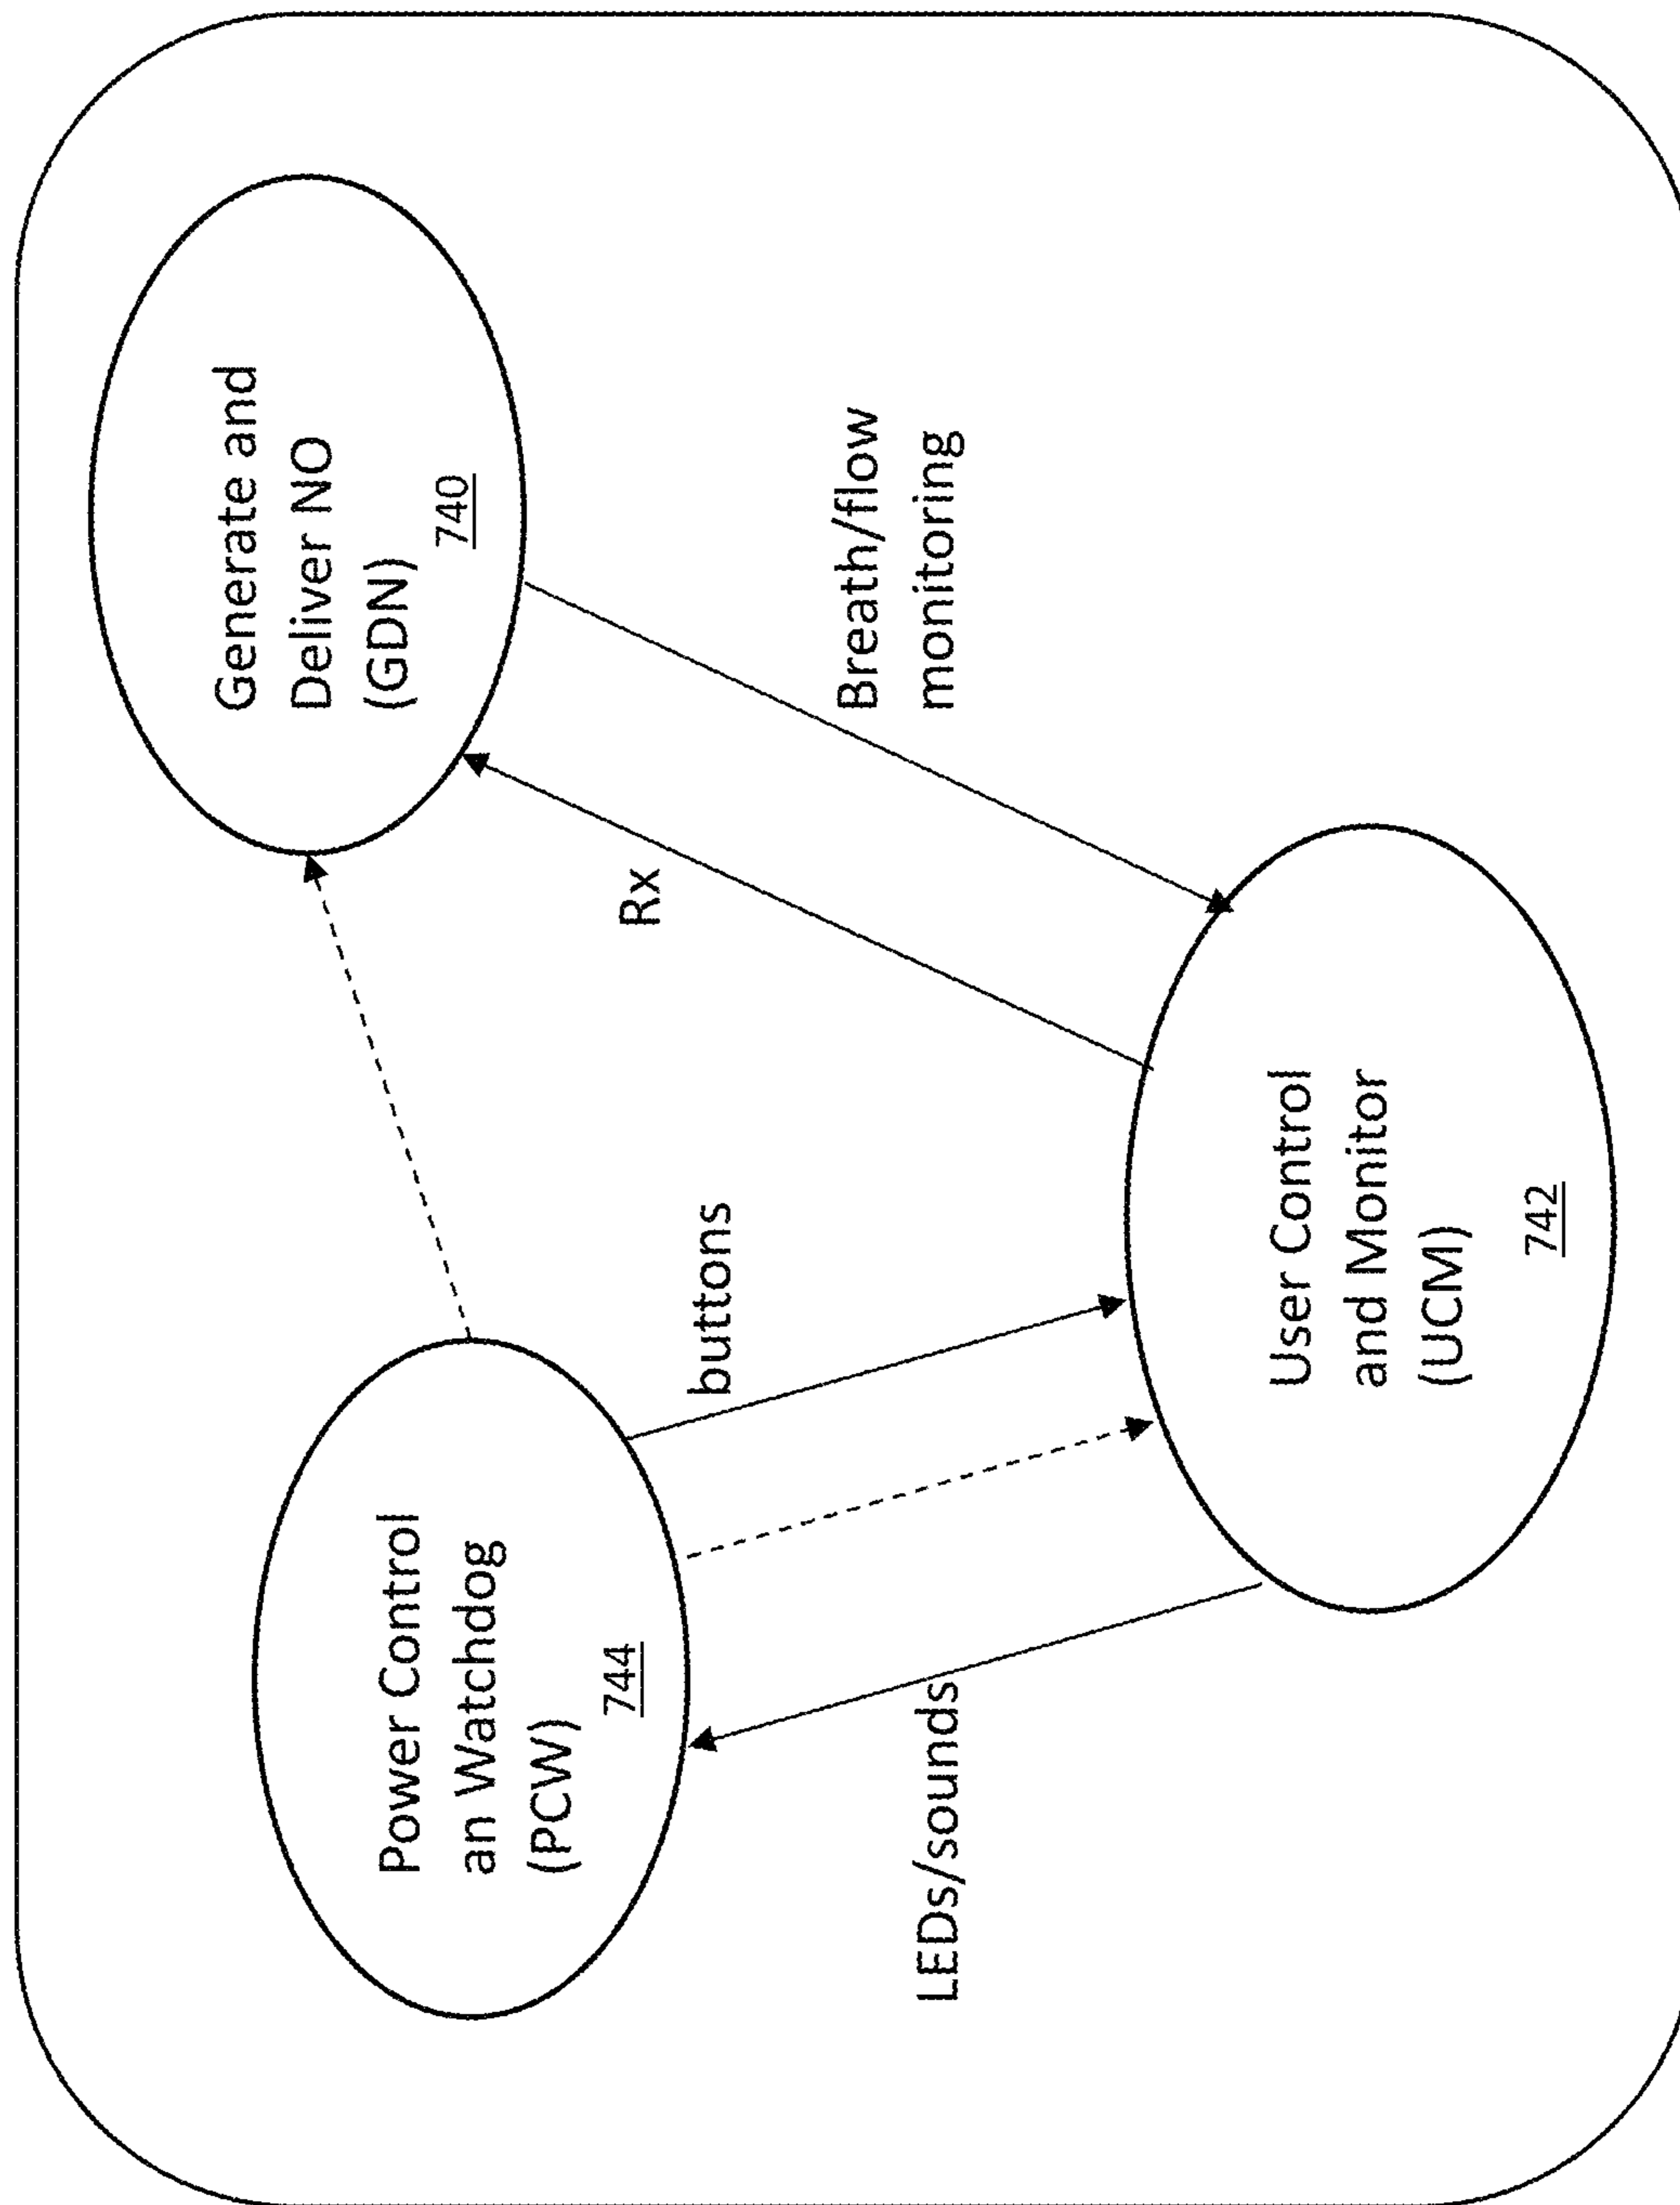 Power Control
an Watchdog
(PCW)
744
Generate and
Deliver NO
(GDN)
740
buttons
Rx
LEDs/sounds
Breath/flow
monitoring
User Control
and Monitor
(UCM)
742